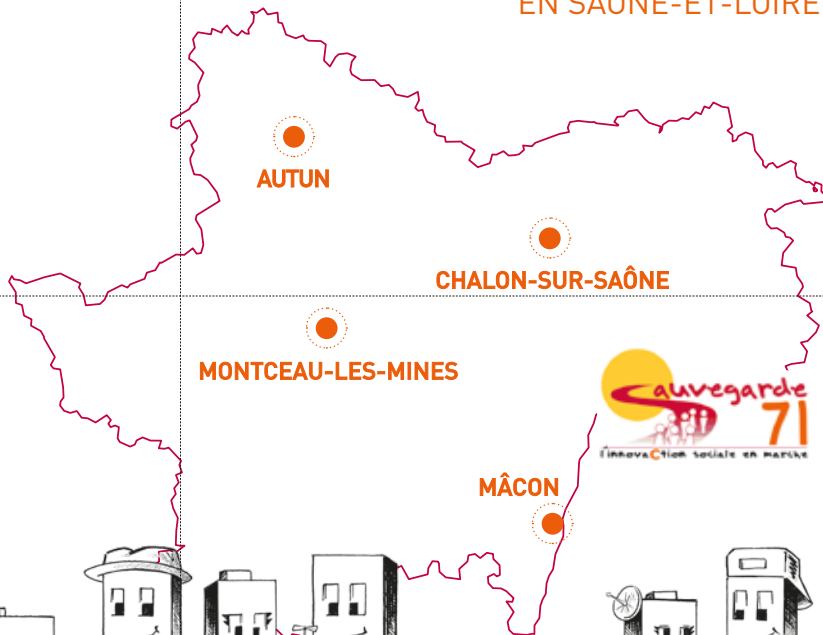 EN SAÔNE-ET-LOIRE
AUTUN
CHALON-SUR-SAÔNE
MONTCEAU-LES-MINES
Sauvegarde
71
l'innovaCtion sociale en marche
MÂCON